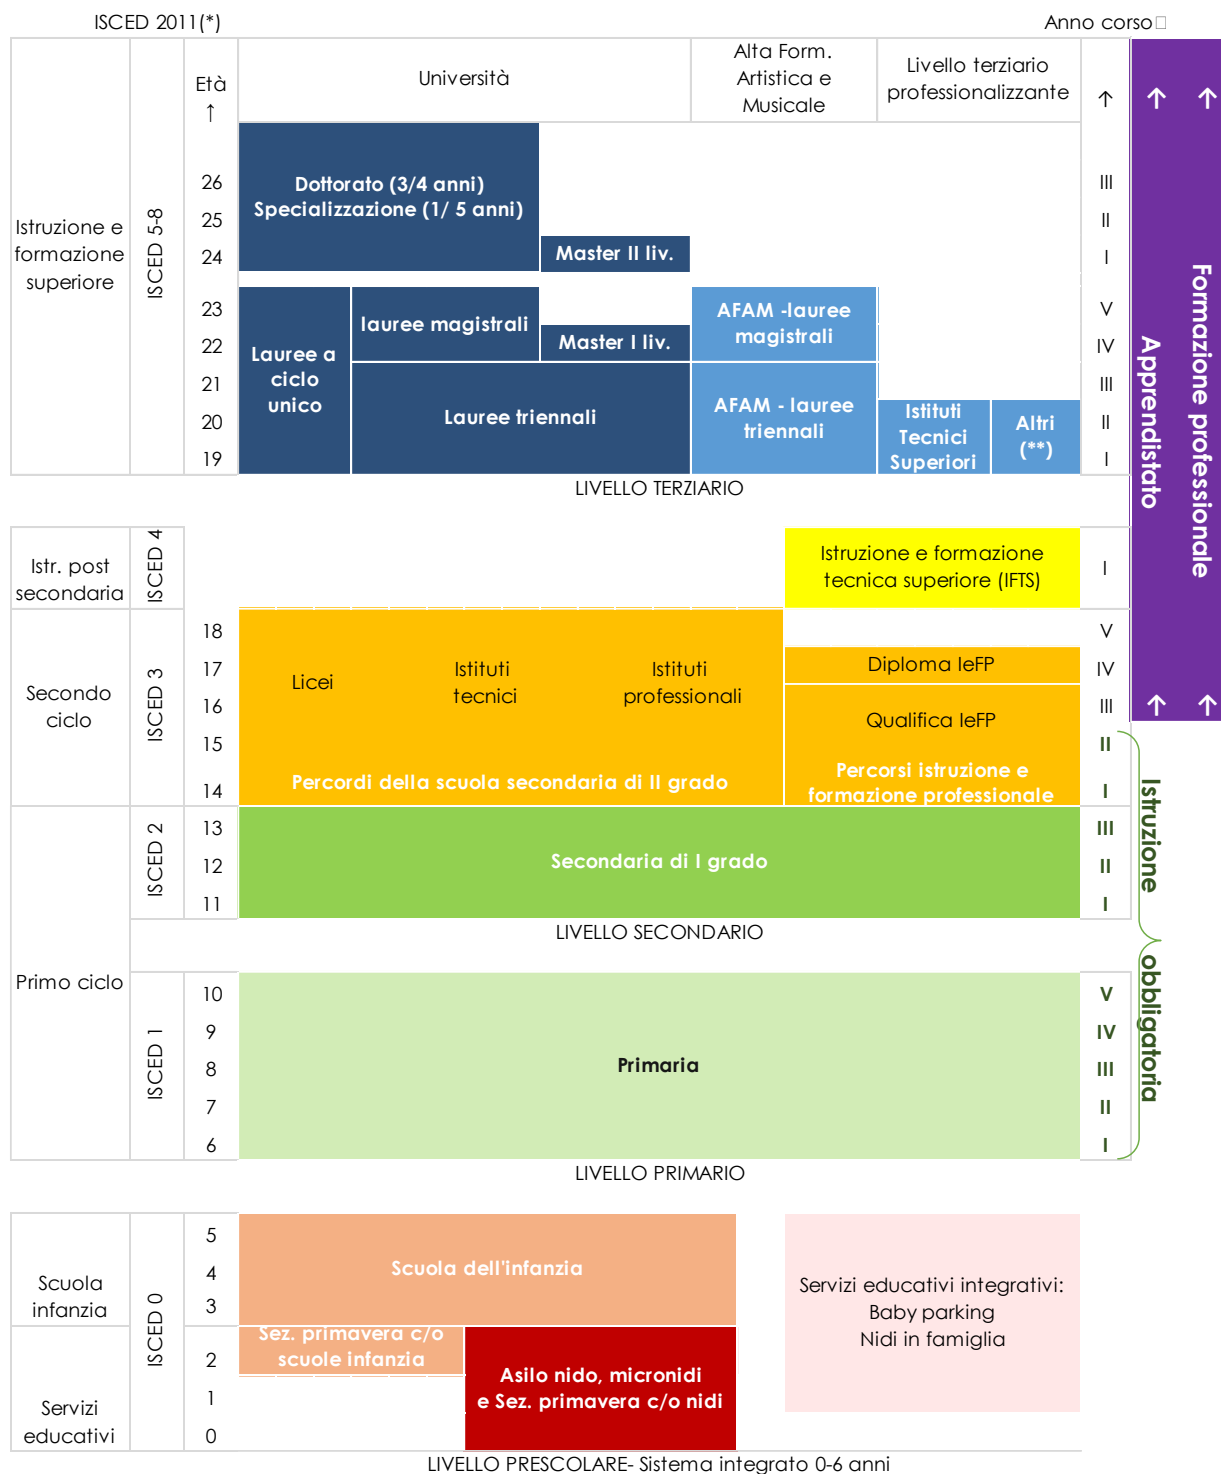 ISCED 2011(*)
Anno corso□
Età
↑
Università
Alta Form.
Artistica e
Musicale
Livello terziario
professionalizzante
↑
↑
↑
Istruzione e
formazione
superiore
ISCED 5-8
26
25
24
23
22
21
20
19
Dottorato (3/4 anni)
Specializzazione (1/ 5 anni)
Master II liv.
Lauree a
ciclo
unico
lauree magistrali
Master I liv.
Lauree triennali
AFAM -lauree
magistrali
AFAM - lauree
triennali
Istituti
Tecnici
Superiori
Altri
(**)
III
II
I
V
IV
III
II
I
Apprendistato
Formazione professionale
LIVELLO TERZIARIO
Istr. post
secondaria
ISCED 4
Istruzione e formazione
tecnica superiore (IFTS)
I
Secondo
ciclo
ISCED 3
18
17
16
15
14
Licei
Istituti
tecnici
Istituti
professionali
Percordi della scuola secondaria di II grado
Diploma IeFP
Qualifica IeFP
Percorsi istruzione e
formazione professionale
V
IV
III
II
I
↑
↑
Primo ciclo
ISCED 2
13
12
11
Secondaria di I grado
III
II
I
Istruzione
obbligatoria
LIVELLO SECONDARIO
ISCED 1
10
9
8
7
6
Primaria
V
IV
III
II
I
LIVELLO PRIMARIO
Scuola
infanzia
Servizi
educativi
ISCED 0
5
4
3
2
1
0
Scuola dell'infanzia
Sez. primavera c/o
scuole infanzia
Asilo nido, micronidi
e Sez. primavera c/o nidi
Servizi educativi integrativi:
Baby parking
Nidi in famiglia
LIVELLO PRESCOLARE- Sistema integrato 0-6 anni